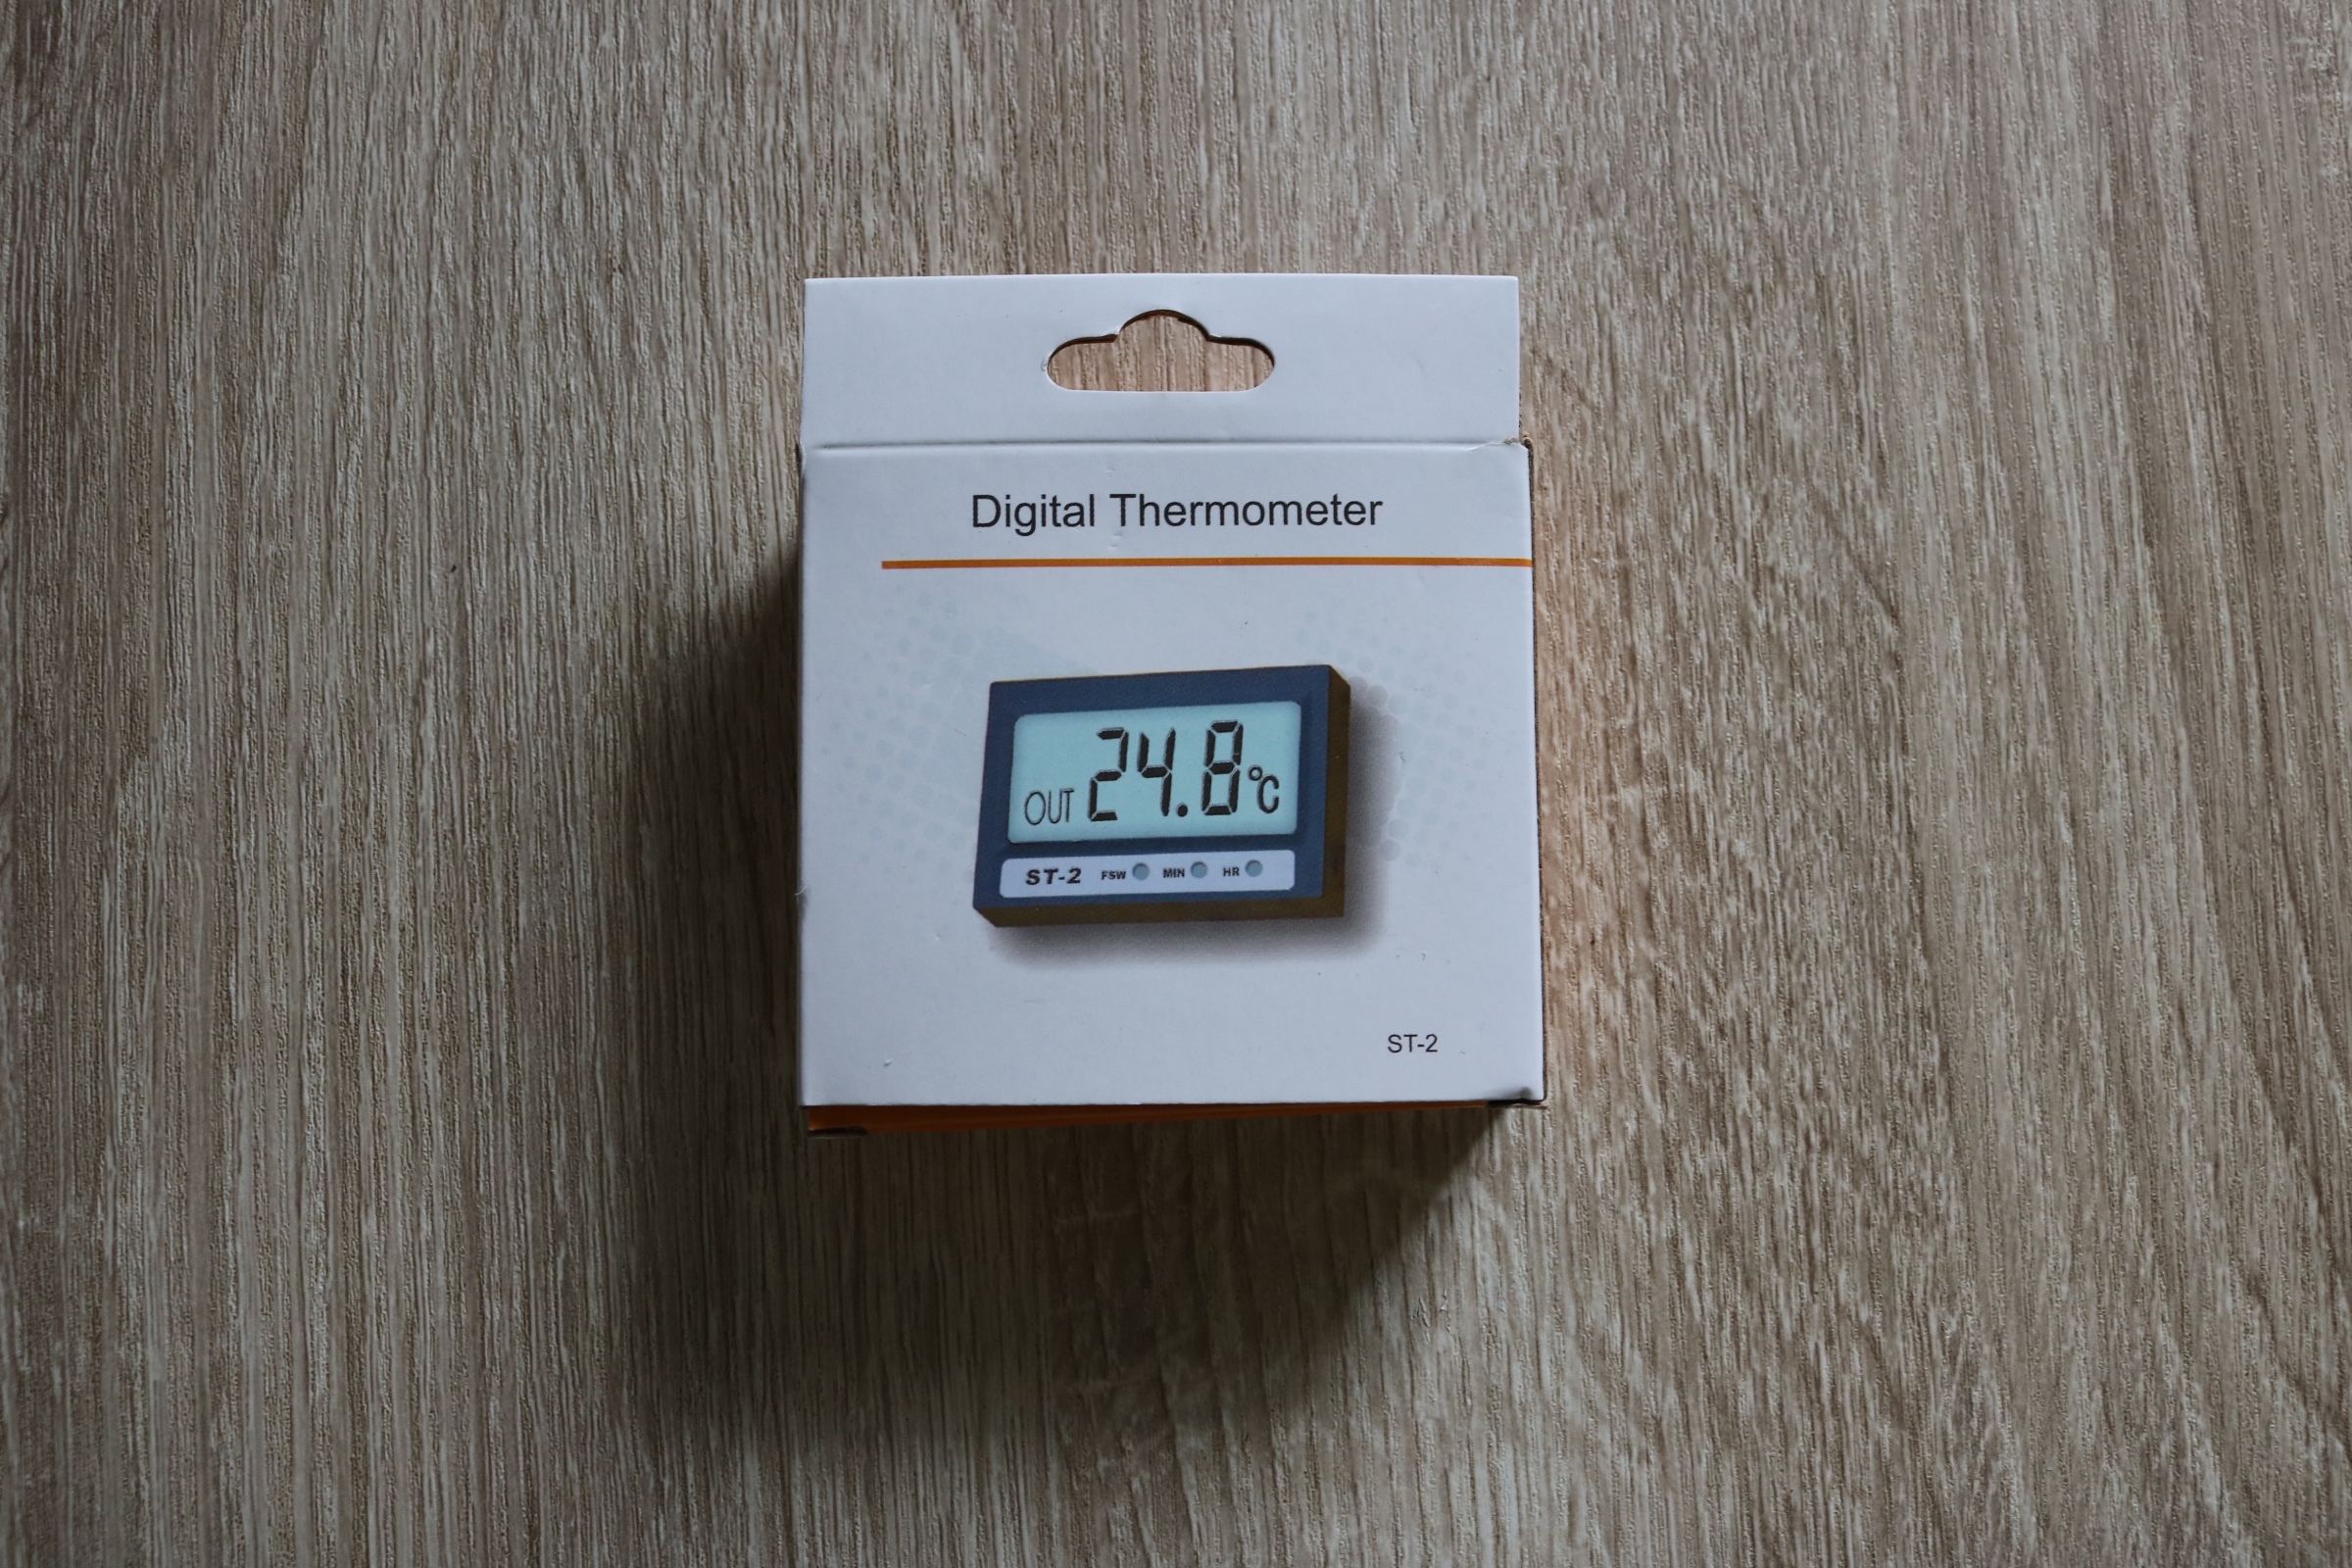 Digital Thermometer
OUT 24.8°C
ST-2 FSW MIN HR
ST-2